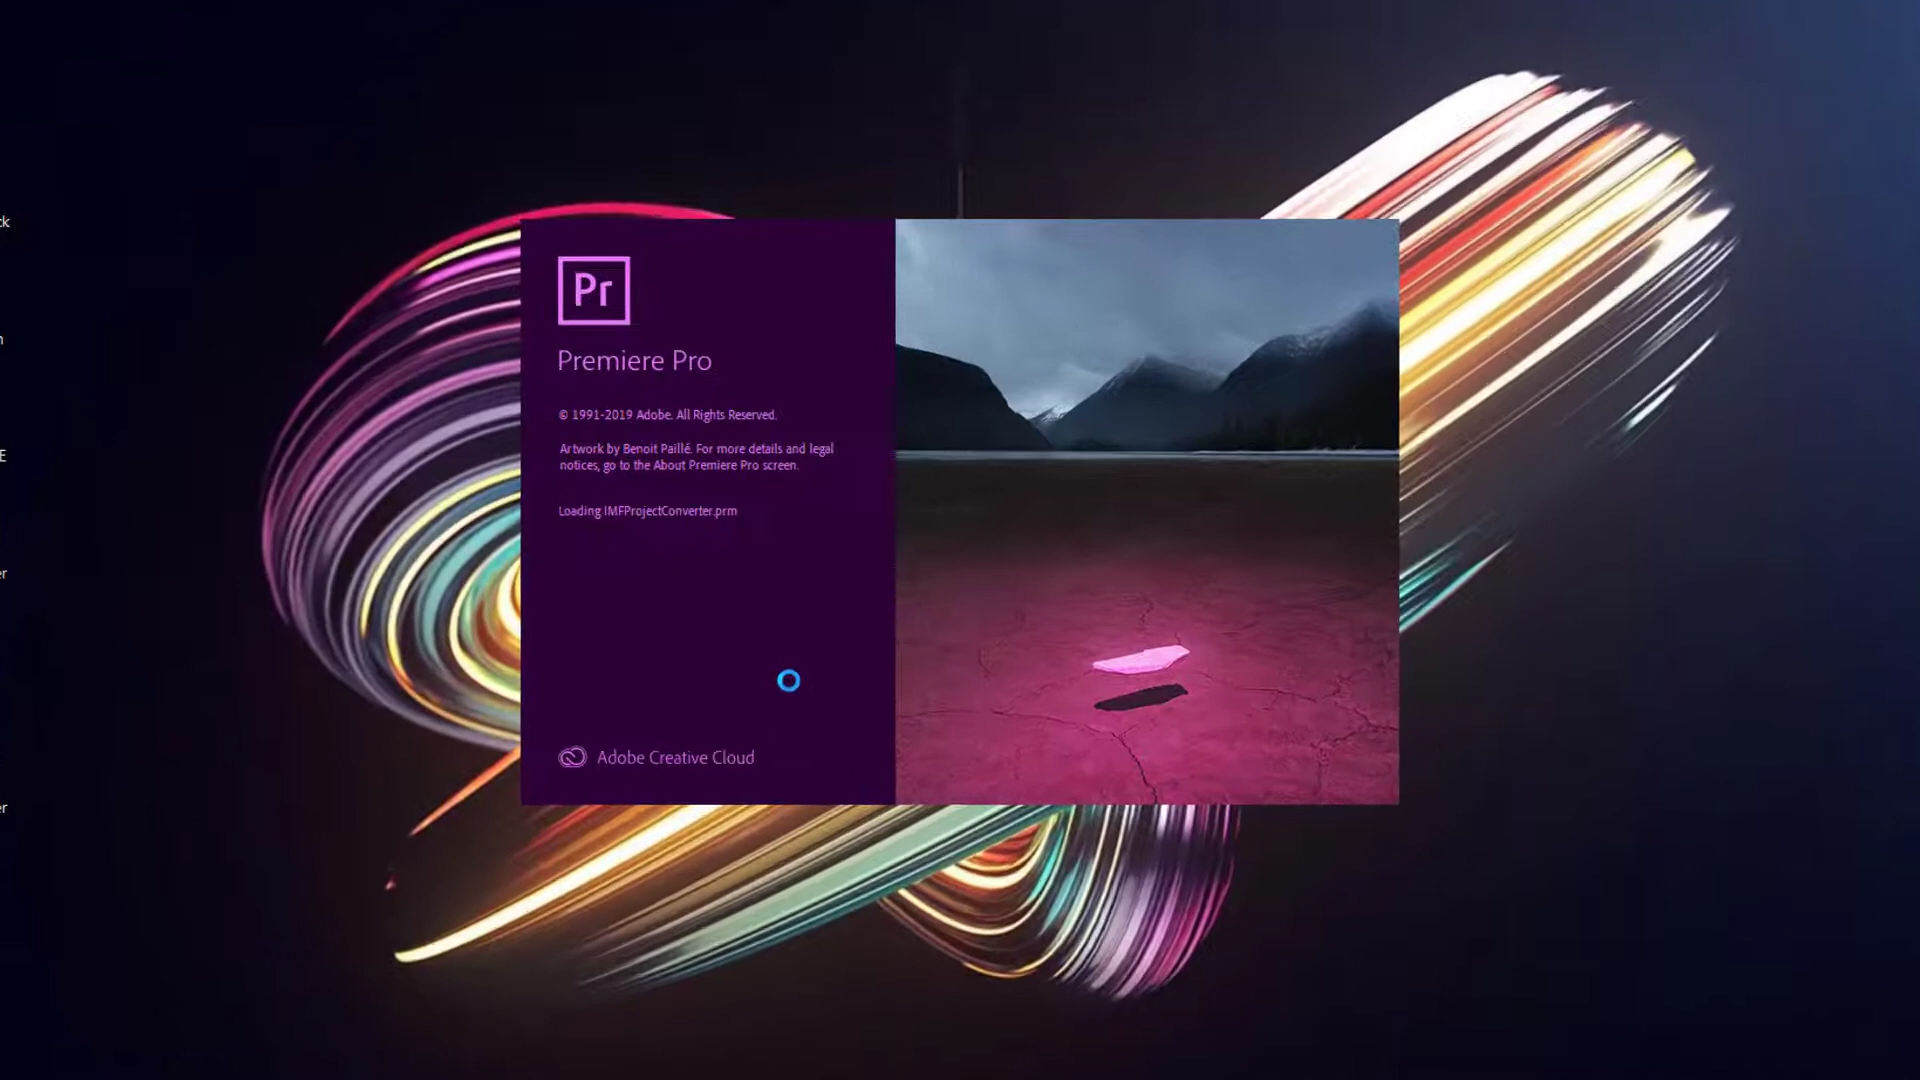 Pr
Premiere Pro
© 1991-2019 Adobe. All Rights Reserved.
Artwork by Benoit Paillé. For more details and legal
notices, go to the About Premiere Pro screen.
Loading IMFProjectConverter.prm
Adobe Creative Cloud